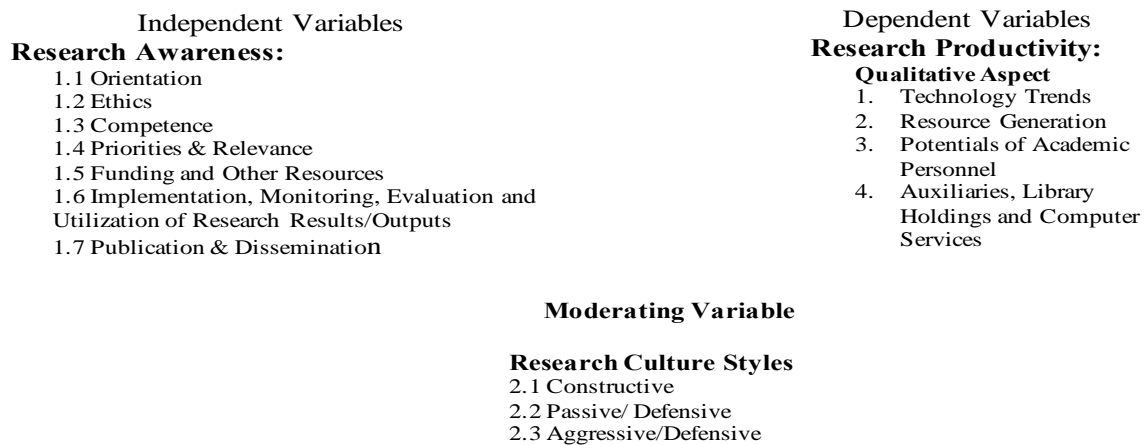 Independent Variables
Research Awareness:
1.1 Orientation
1.2 Ethics
1.3 Competence
1.4 Priorities & Relevance
1.5 Funding and Other Resources
1.6 Implementation, Monitoring, Evaluation and
Utilization of Research Results/Outputs
1.7 Publication & Dissemination
Dependent Variables
Research Productivity:
Qualitative Aspect
1. Technology Trends
2. Resource Generation
3. Potentials of Academic
Personnel
4. Auxiliaries, Library
Holdings and Computer
Services
Moderating Variable
Research Culture Styles
2.1 Constructive
2.2 Passive/ Defensive
2.3 Aggressive/Defensive